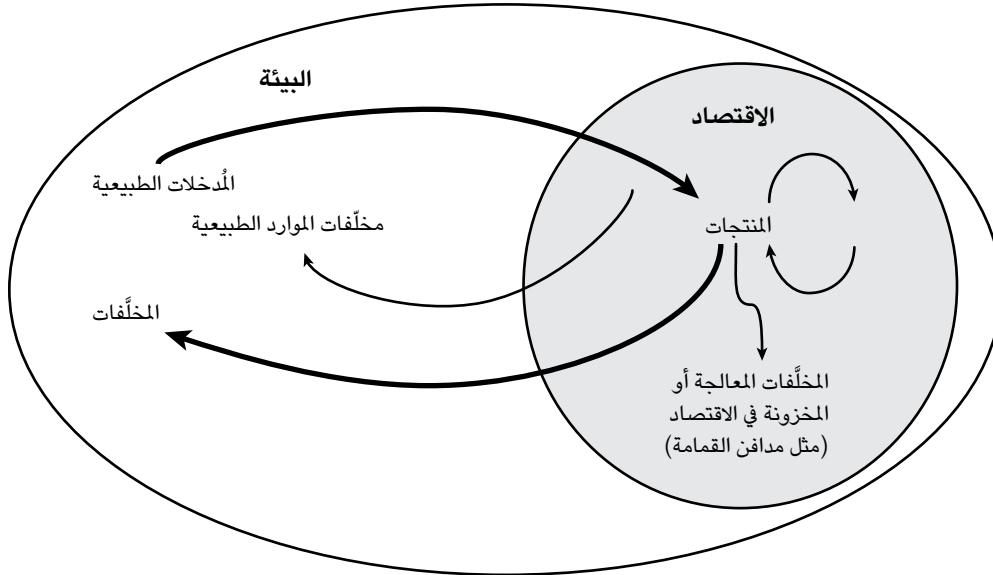 البيئة
الاقتصاد
المُدخلات الطبيعية
مخلّفات الموارد الطبيعية
المنتجات
المخلَّفات
المخلَّفات المعالجة أو
المخزونة في الاقتصاد
(مثل مدافن القمامة)